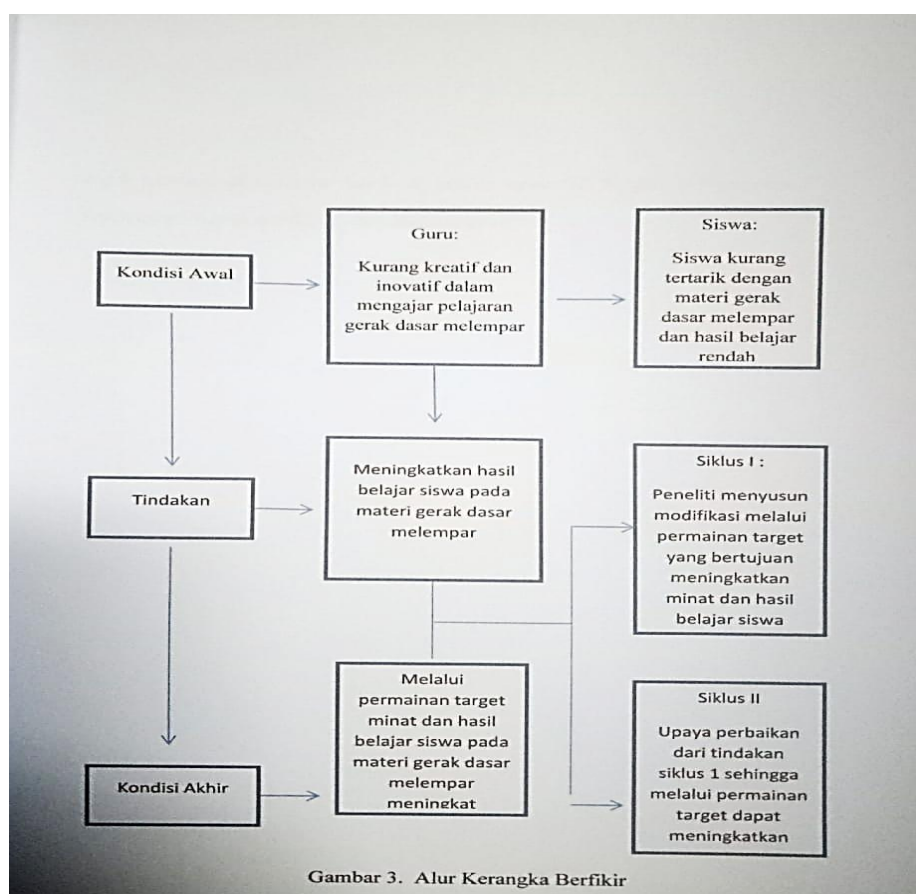 Kondisi Awal
Guru:
Kurang kreatif dan
inovatif dalam
mengajar pelajaran
gerak dasar melempar
Siswa:
Siswa kurang
tertarik dengan
materi gerak
dasar melempar
dan hasil belajar
rendah
Tindakan
Meningkatkan hasil
belajar siswa pada
materi gerak dasar
melempar
Siklus I :
Peneliti menyusun
modifikasi melalui
permainan target
yang bertujuan
meningkatkan
minat dan hasil
belajar siswa
Kondisi Akhir
Melalui
permainan target
minat dan hasil
belajar siswa pada
materi gerak dasar
melempar
meningkat
Siklus II
Upaya perbaikan
dari tindakan
siklus 1 sehingga
melalui permainan
target dapat
meningkatkan
Gambar 3. Alur Kerangka Berfikir